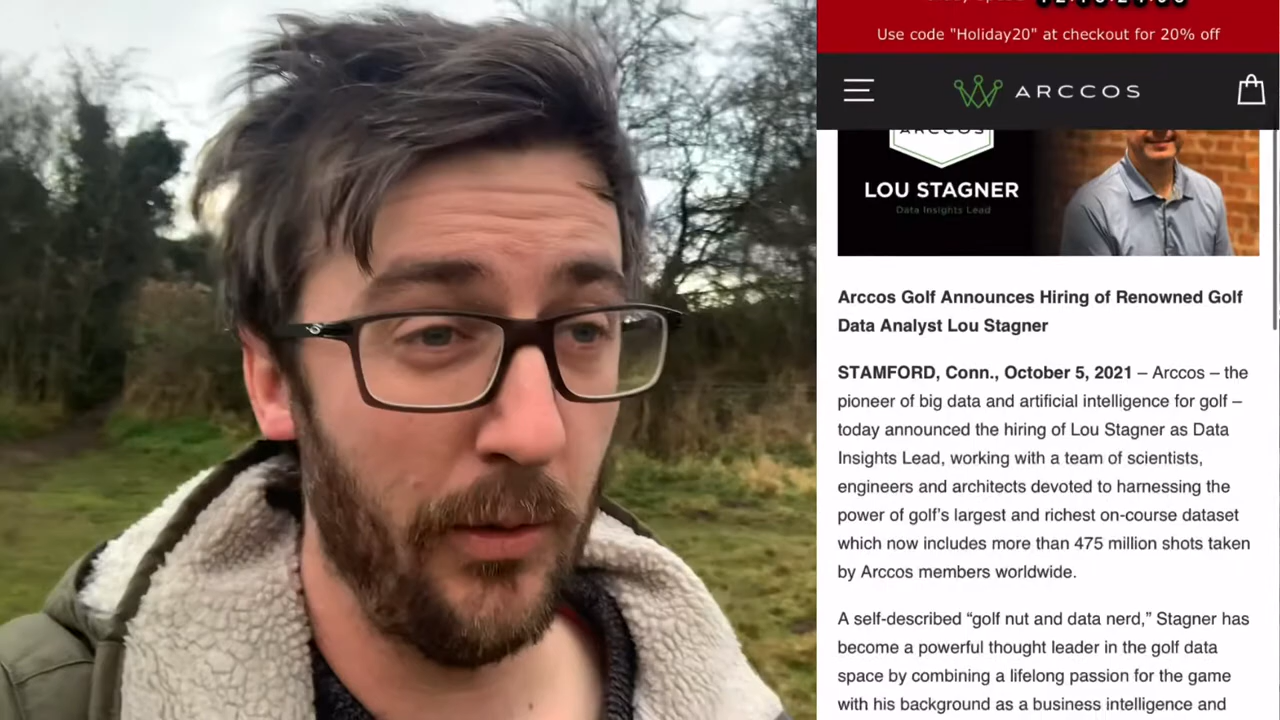 Use code "Holiday20" at checkout for 20% off
ARCCOS
ARCCOS
LOU STAGNER
Data Insights Lead
Arccos Golf Announces Hiring of Renowned Golf
Data Analyst Lou Stagner
STAMFORD, Conn., October 5, 2021 – Arccos – the
pioneer of big data and artificial intelligence for golf –
today announced the hiring of Lou Stagner as Data
Insights Lead, working with a team of scientists,
engineers and architects devoted to harnessing the
power of golf’s largest and richest on-course dataset
which now includes more than 475 million shots taken
by Arccos members worldwide.
A self-described “golf nut and data nerd,” Stagner has
become a powerful thought leader in the golf data
space by combining a lifelong passion for the game
with his background as a business intelligence and